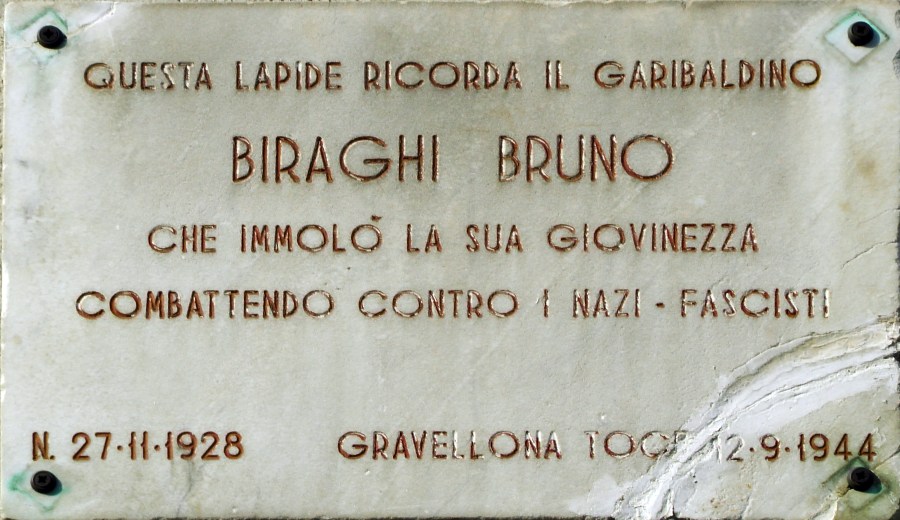 QUESTA LAPIDE RICORDA IL GARIBALDINO
BIRAGHI BRUNO
CHE IMMOLÒ LA SUA GIOVINEZZA
COMBATTENDO CONTRO I NAZI - FASCISTI
N. 27·11·1928 GRAVELLONA TOCE 12·9·1944